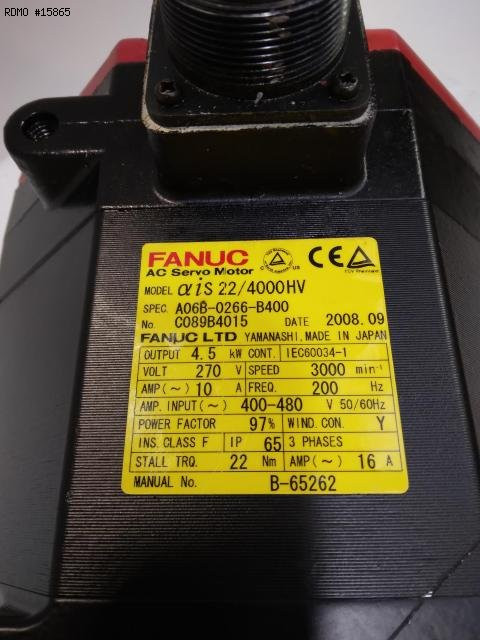 RDMO #15865
FANUC
AC Servo Motor
MODEL αiS 22/4000HV
SPEC. A06B-0266-B400
No. C089B4015 DATE 2008.09
FANUC LTD YAMANASHI, MADE IN JAPAN
OUTPUT 4.5 kW CONT. IEC60034-1
VOLT 270 V SPEED 3000 min⁻¹
AMP(~) 10 A FREQ. 200 Hz
AMP. INPUT(~) 400-480 V 50/60Hz
POWER FACTOR 97% WIND. CON. Y
INS. CLASS F IP 65 3 PHASES
STALL TRQ. 22 Nm AMP(~) 16 A
MANUAL No. B-65262